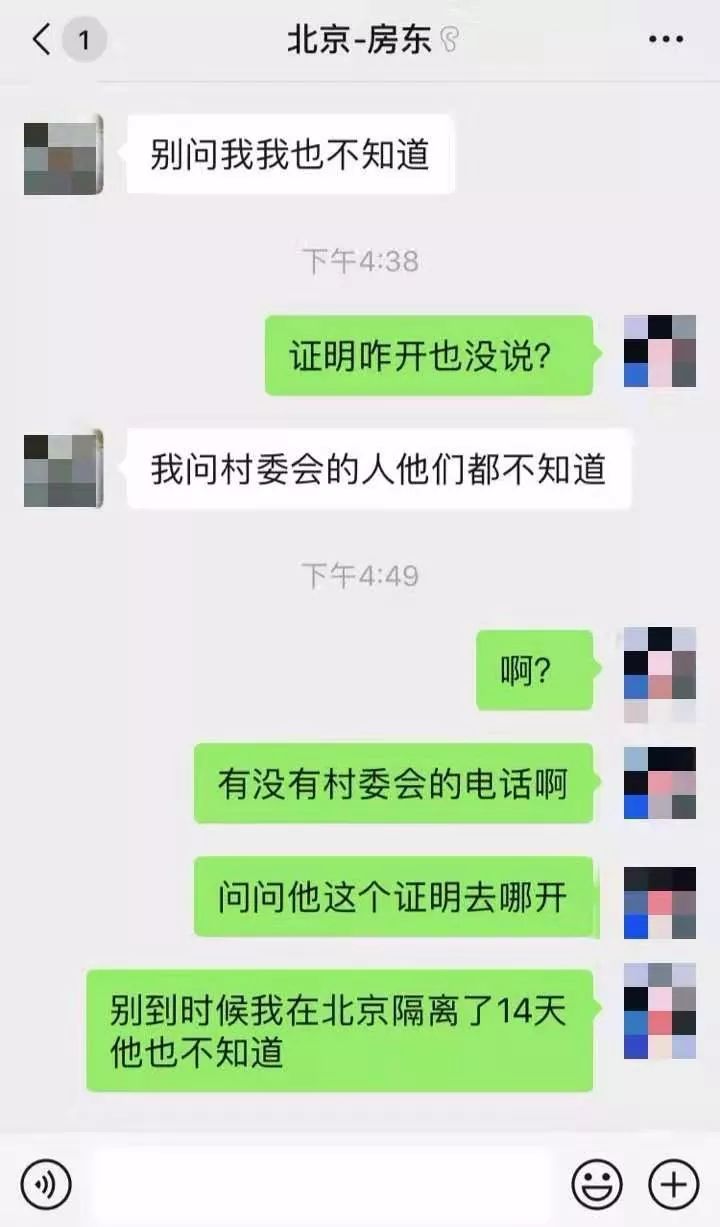 1
北京-房东
别问我我也不知道
下午4:38
证明咋开也没说?
我问村委会的人他们都不知道
下午4:49
啊?
有没有村委会的电话啊
问问他这个证明去哪开
别到时候我在北京隔离了14天
他也不知道